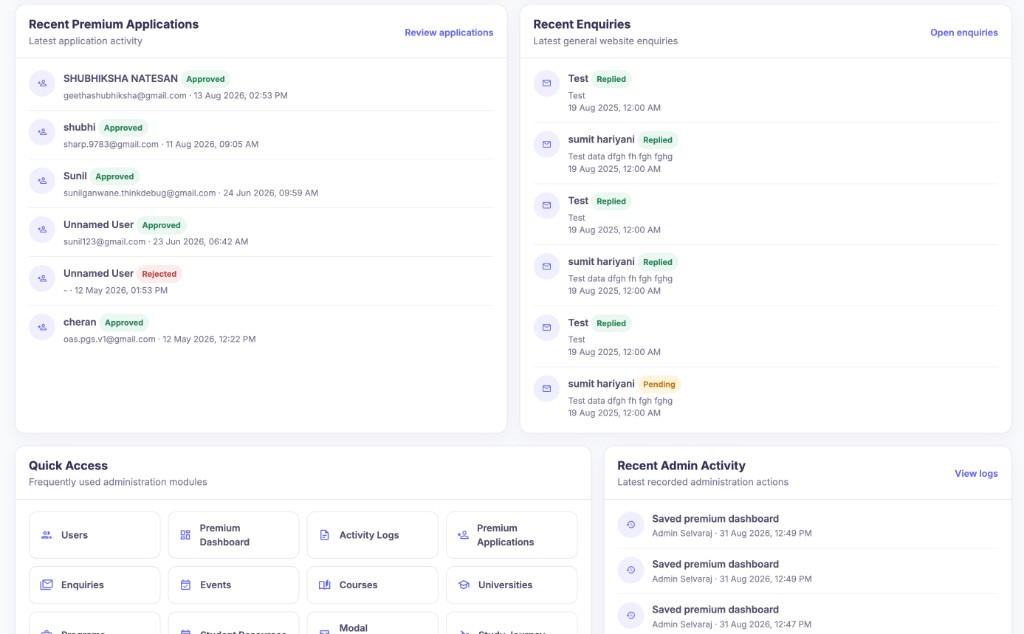 Recent Premium Applications
Latest application activity
Review applications
SHUBHIKSHA NATESAN Approved
geethashubhiksha@gmail.com · 13 Aug 2026, 02:53 PM
shubhi Approved
sharp.9783@gmail.com · 11 Aug 2026, 09:05 AM
Sunil Approved
sunilganwane.thinkdebug@gmail.com · 24 Jun 2026, 09:59 AM
Unnamed User Approved
sunil123@gmail.com · 23 Jun 2026, 06:42 AM
Unnamed User Rejected
- · 12 May 2026, 01:53 PM
cheran Approved
oas.pgs.v1@gmail.com · 12 May 2026, 12:22 PM
Recent Enquiries
Latest general website enquiries
Open enquiries
Test Replied
Test
19 Aug 2025, 12:00 AM
sumit hariyani Replied
Test data dfgh fh fgh fghg
19 Aug 2025, 12:00 AM
Test Replied
Test
19 Aug 2025, 12:00 AM
sumit hariyani Replied
Test data dfgh fh fgh fghg
19 Aug 2025, 12:00 AM
Test Replied
Test
19 Aug 2025, 12:00 AM
sumit hariyani Pending
Test data dfgh fh fgh fghg
19 Aug 2025, 12:00 AM
Quick Access
Frequently used administration modules
Users
Premium
Dashboard
Activity Logs
Premium
Applications
Enquiries
Events
Courses
Universities
Programs
Student Resources
Modal
Study Journey
Recent Admin Activity
Latest recorded administration actions
View logs
Saved premium dashboard
Admin Selvaraj · 31 Aug 2026, 12:49 PM
Saved premium dashboard
Admin Selvaraj · 31 Aug 2026, 12:49 PM
Saved premium dashboard
Admin Selvaraj · 31 Aug 2026, 12:47 PM